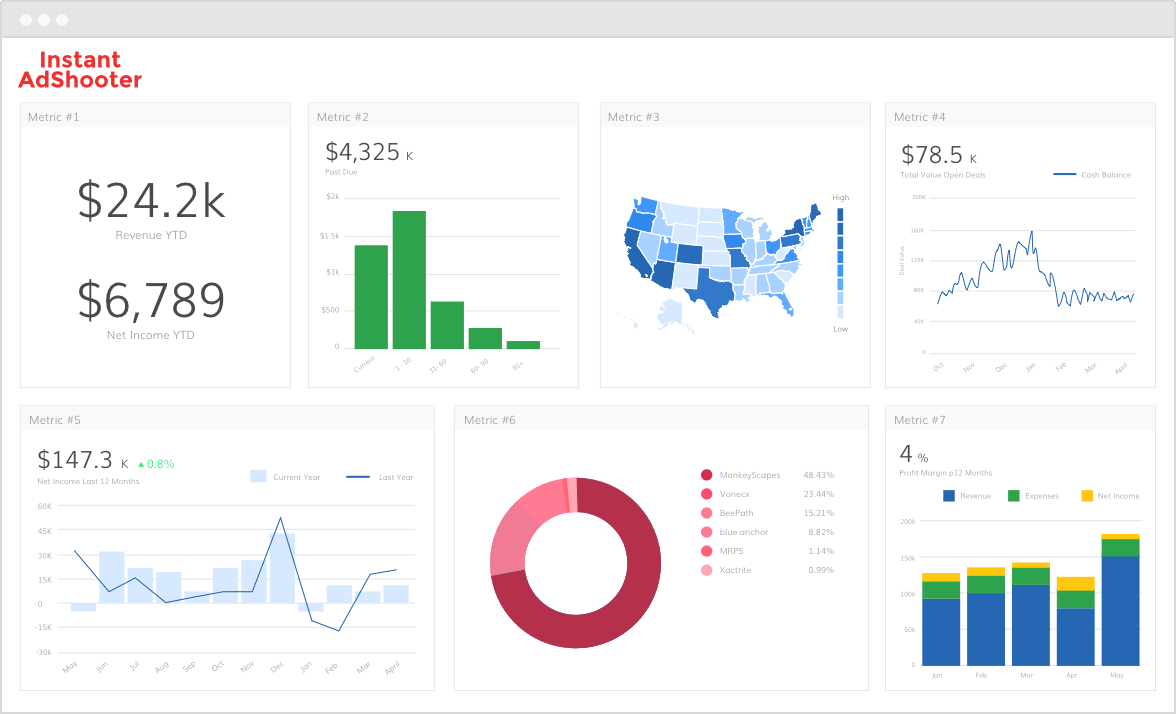 Instant
AdShooter
Metric #1
$24.2k
Revenue YTD
$6,789
Net Income YTD
Metric #2
$4,325 K
Past Due
$2k
$1.5k
$1k
$500
0
Current
1 - 30
31- 60
60-90
91+
Metric #3
High
Low
Metric #4
$78.5 K
Total Value Open Deals
Cash Balance
Deal Value
200K
160K
120K
80K
40K
0
Oct
Nov
Dec
Jan
Feb
Mar
April
Metric #5
$147.3 K ▲ 0.8%
Net Income Last 12 Months
Current Year
Last Year
60K
45K
30K
15K
0
-15K
-30k
May
Jun
Jul
Aug
Sep
Oct
Nov
Dec
Jan
Feb
Mar
April
Metric #6
MonkeyScapes 48.43%
Vonecx 23.44%
BeePath 15.21%
blue anchor 8.82%
MRPS 1.14%
Xactrite 0.99%
Metric #7
4 %
Profit Margin p12 Months
Revenue
Expenses
Net Income
200k
150k
100k
50k
0
Jan
Feb
Mar
Apr
May